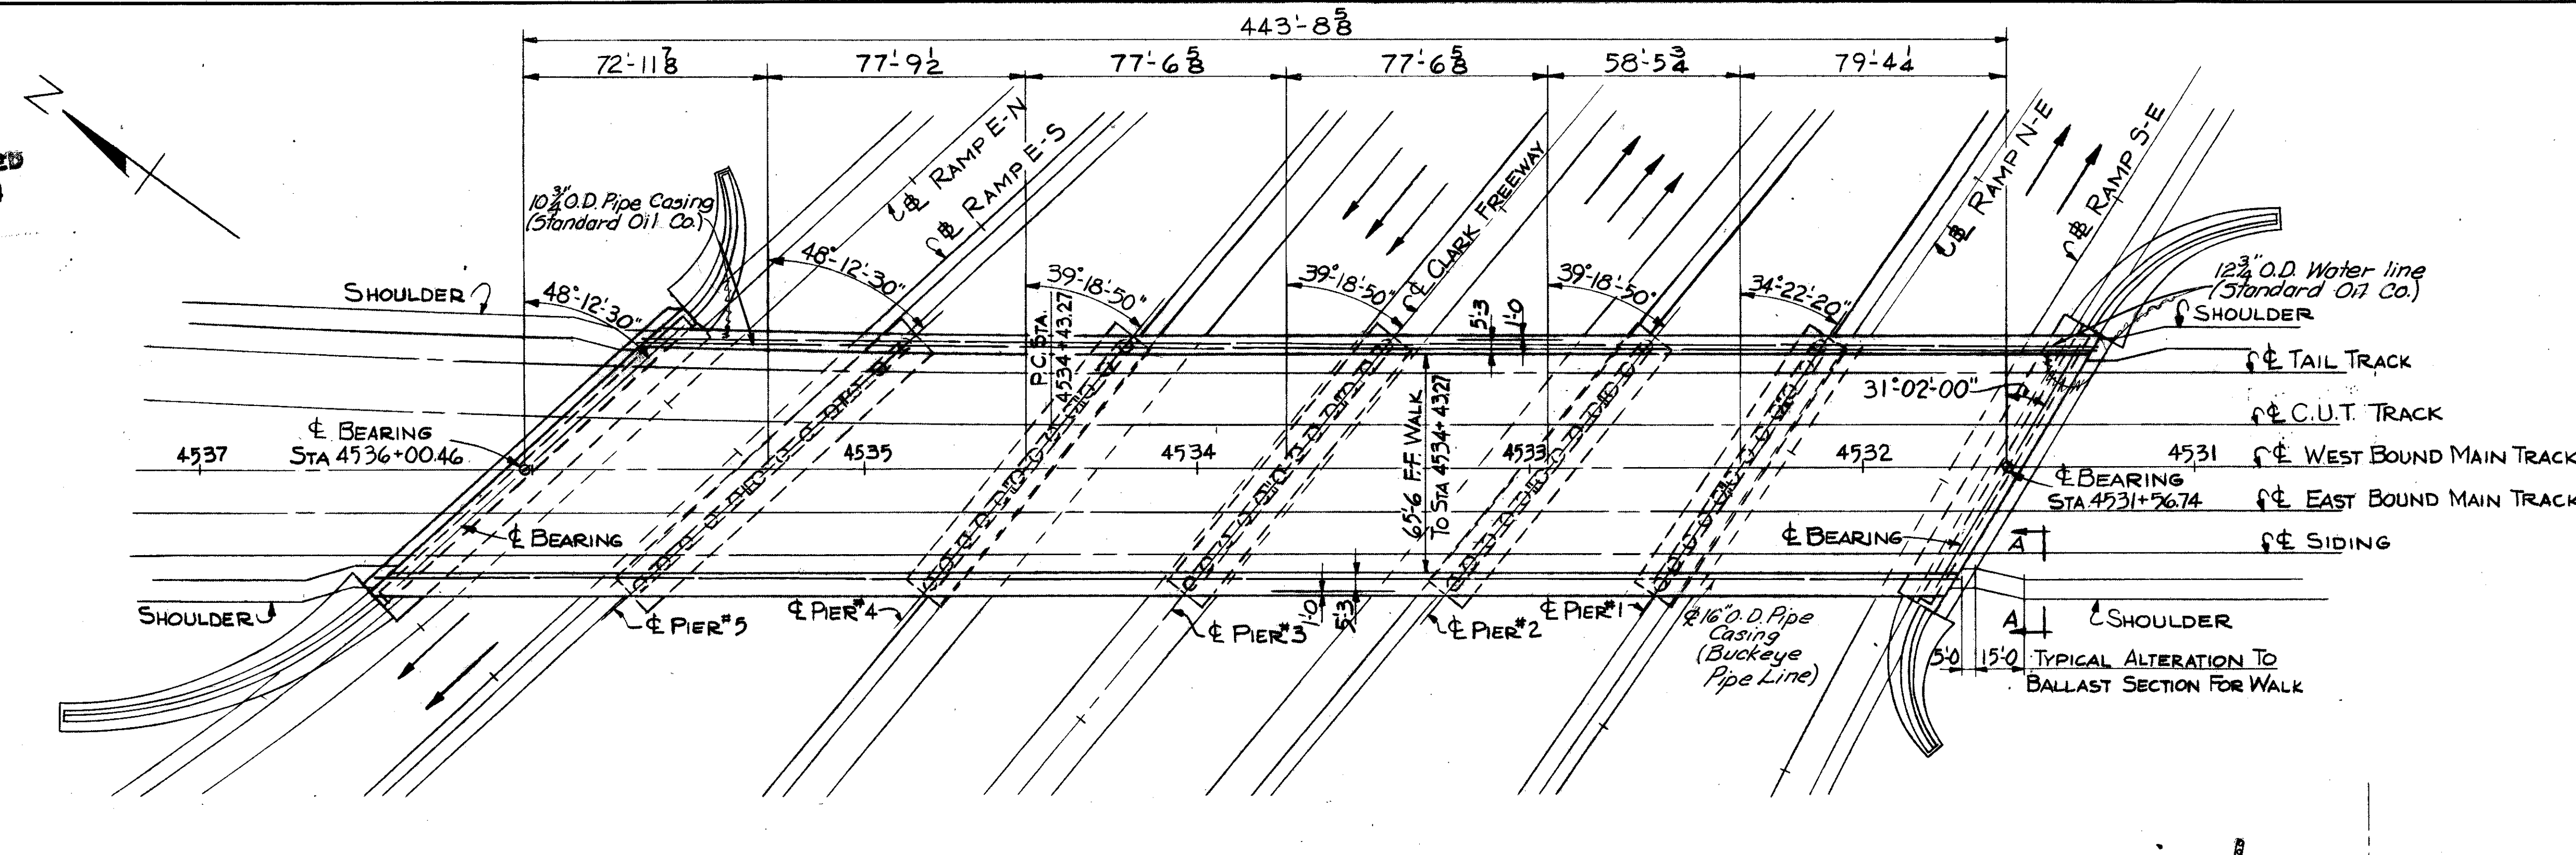 443'-8 5/8
72'-11 7/8
77'-9 1/2
77'-6 5/8
77'-6 5/8
58'-5 3/4
79'-4 1/4
N
℄ RAMP E-N
℄ RAMP E-S
℄ CLARK FREEWAY
℄ RAMP N-E
℄ RAMP S-E
10 3/4" O.D. Pipe Casing
(Standard Oil Co.)
12 3/4" O.D. Water line
(Standard Oil Co.)
SHOULDER
48°-12'-30"
48°-12'-30"
39°-18'-50"
39°-18'-50"
39°-18'-50"
34°-22'-20"
31°-02'-00"
P.C. STA.
4534+43.27
5'-3
1'-0
SHOULDER
℄ TAIL TRACK
℄ C.U.T. TRACK
℄ WEST BOUND MAIN TRACK
℄ EAST BOUND MAIN TRACK
℄ SIDING
℄ BEARING
STA 4536+00.46
4537
4535
4534
4533
4532
4531
65'-6 F.F. WALK
TO STA 4534+43.27
℄ BEARING
STA. 4531+56.74
℄ BEARING
℄ BEARING
A
A
SHOULDER
℄ PIER #5
℄ PIER #4
℄ PIER #3
1'-0
5'-3
℄ PIER #2
℄ PIER #1
℄ 16" O.D. Pipe
Casing
(Buckeye
Pipe Line)
SHOULDER
5'-0
15'-0
TYPICAL ALTERATION TO
BALLAST SECTION FOR WALK